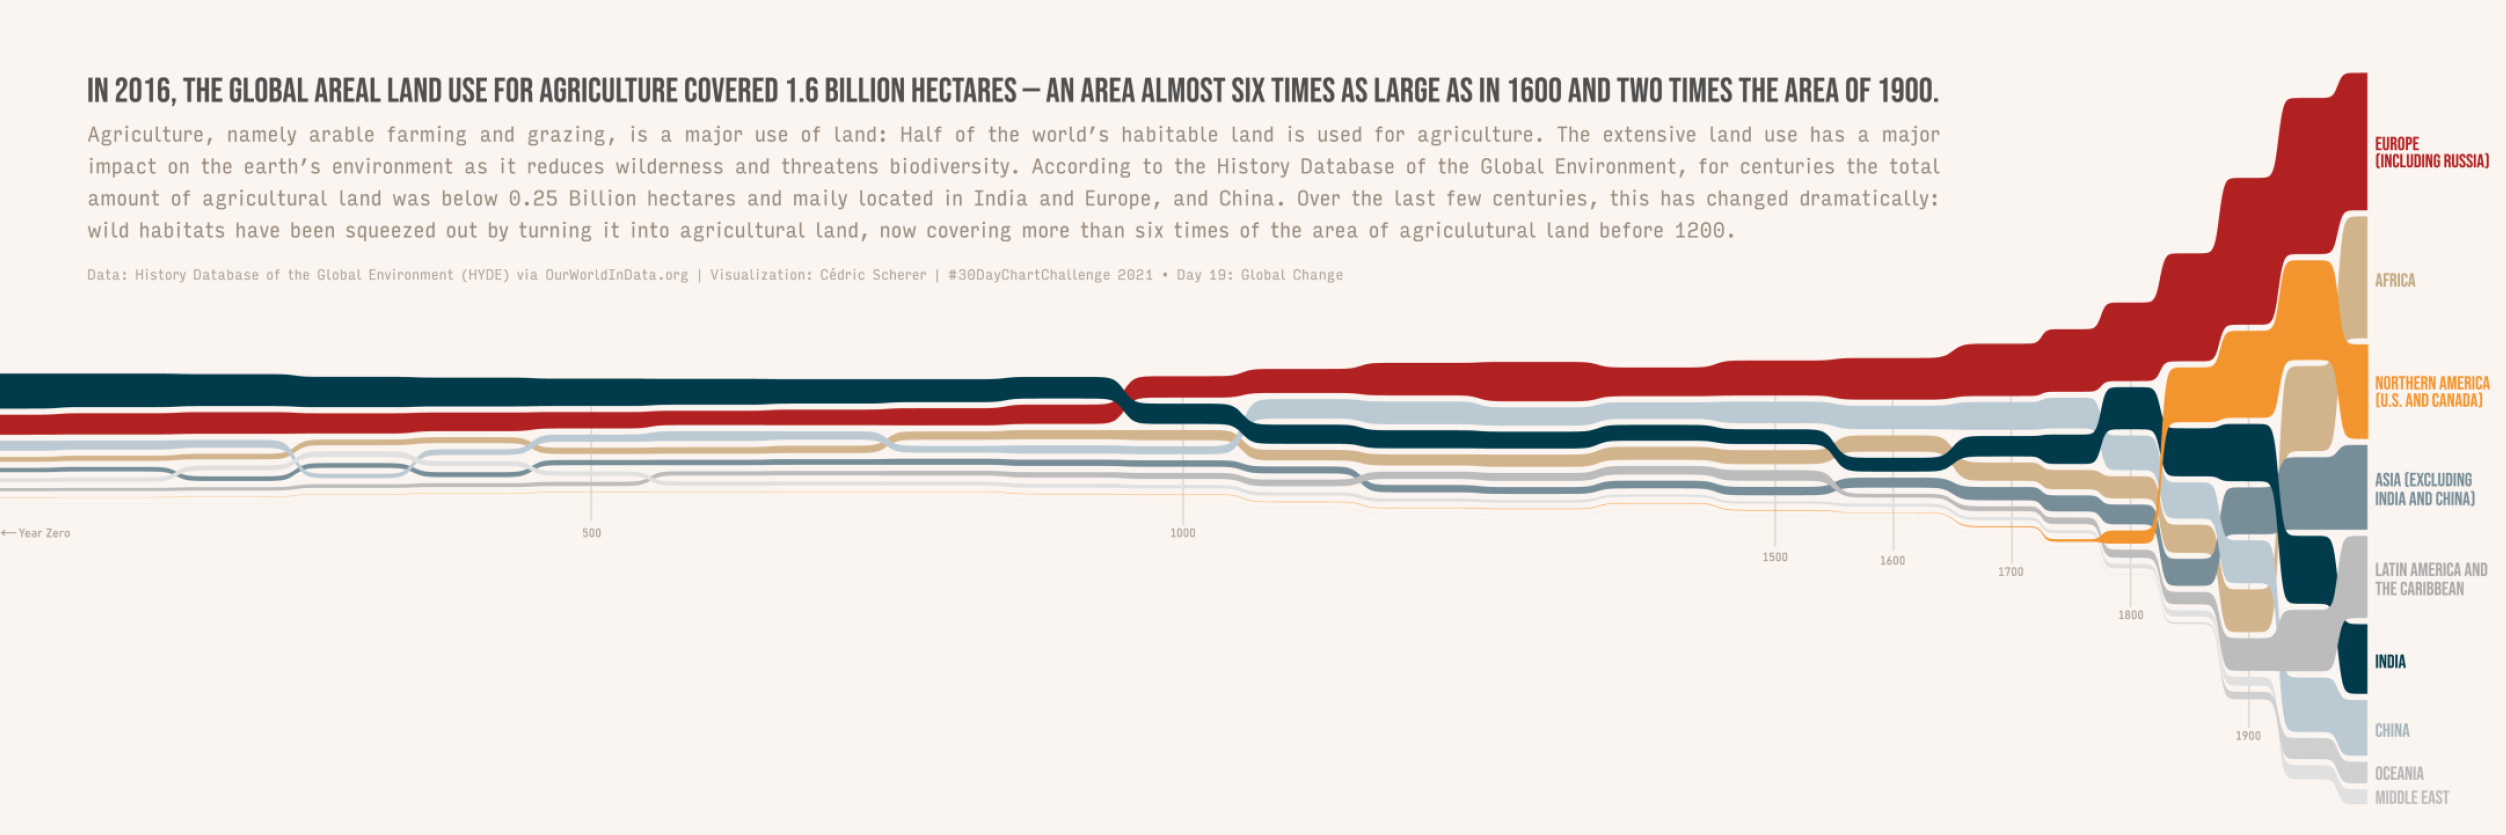 IN 2016, THE GLOBAL AREAL LAND USE FOR AGRICULTURE COVERED 1.6 BILLION HECTARES – AN AREA ALMOST SIX TIMES AS LARGE AS IN 1600 AND TWO TIMES THE AREA OF 1900.
Agriculture, namely arable farming and grazing, is a major use of land: Half of the world's habitable land is used for agriculture. The extensive land use has a major
impact on the earth's environment as it reduces wilderness and threatens biodiversity. According to the History Database of the Global Environment, for centuries the total
amount of agricultural land was below 0.25 Billion hectares and maily located in India and Europe, and China. Over the last few centuries, this has changed dramatically:
wild habitats have been squeezed out by turning it into agricultural land, now covering more than six times of the area of agriculutural land before 1200.
Data: History Database of the Global Environment (HYDE) via OurWorldInData.org | Visualization: Cédric Scherer | #30DayChartChallenge 2021 • Day 19: Global Change
EUROPE
(INCLUDING RUSSIA)
AFRICA
NORTHERN AMERICA
(U.S. AND CANADA)
ASIA (EXCLUDING
INDIA AND CHINA)
LATIN AMERICA AND
THE CARIBBEAN
INDIA
CHINA
OCEANIA
MIDDLE EAST
← Year Zero
500
1000
1500
1600
1700
1800
1900